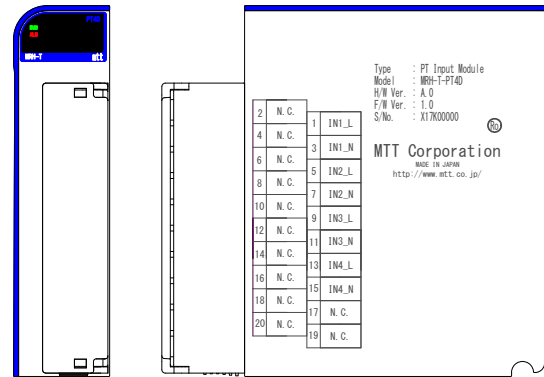 PT4D
RUN
ALM
MRH-T
mtt
Type : PT Input Module
Model : MRH-T-PT4D
H/W Ver. : A.0
F/W Ver. : 1.0
S/No. : X17K00000
Ro
MTT Corporation
MADE IN JAPAN
http://www.mtt.co.jp/
2 N.C.
1 IN1_L
4 N.C.
3 IN1_N
6 N.C.
5 IN2_L
8 N.C.
7 IN2_N
10 N.C.
9 IN3_L
12 N.C.
11 IN3_N
14 N.C.
13 IN4_L
16 N.C.
15 IN4_N
18 N.C.
17 N.C.
20 N.C.
19 N.C.